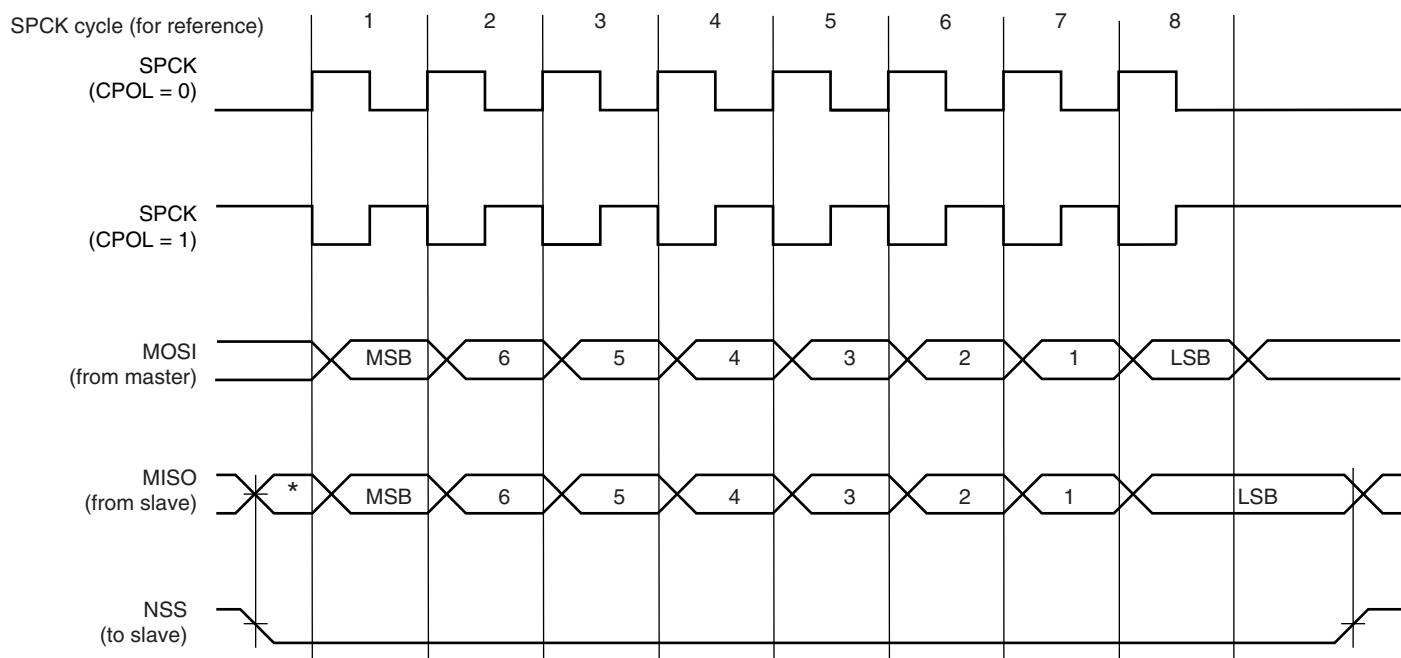 SPCK cycle (for reference)
1 2 3 4 5 6 7 8
SPCK
(CPOL = 0)
SPCK
(CPOL = 1)
MOSI
(from master)
MSB 6 5 4 3 2 1 LSB
MISO
(from slave)
* MSB 6 5 4 3 2 1 LSB
NSS
(to slave)